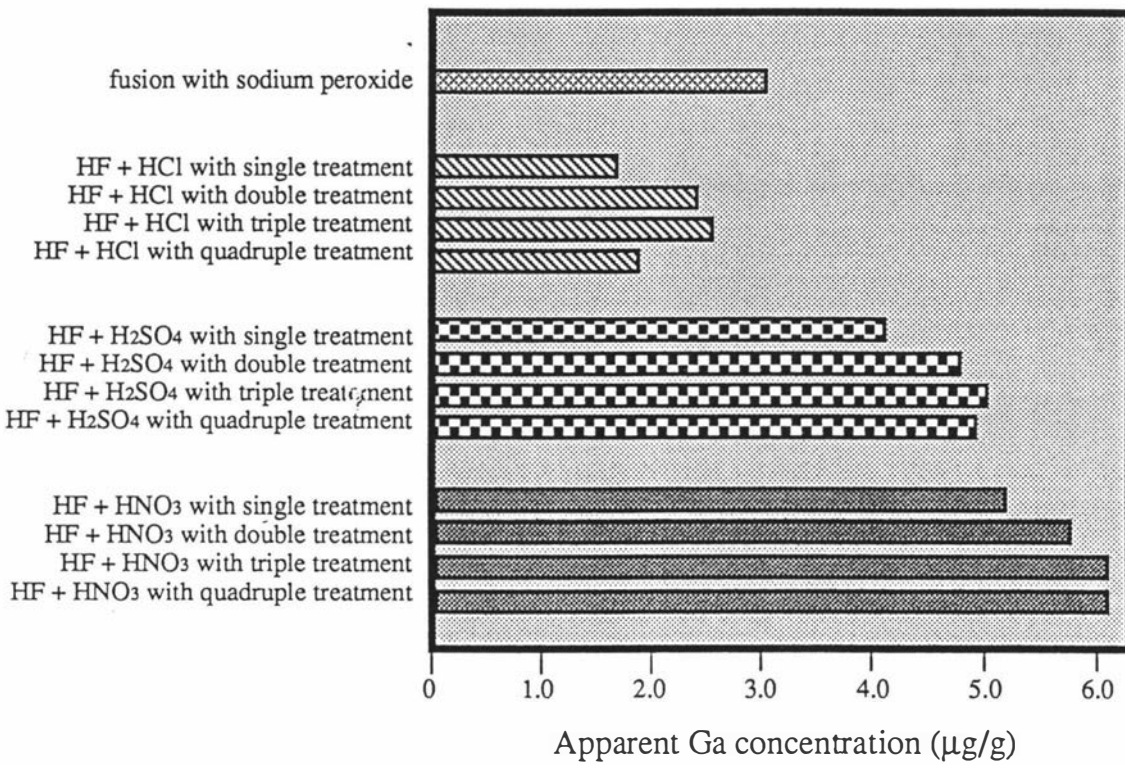 fusion with sodium peroxide
HF + HCl with single treatment
HF + HCl with double treatment
HF + HCl with triple treatment
HF + HCl with quadruple treatment
HF + H2SO4 with single treatment
HF + H2SO4 with double treatment
HF + H2SO4 with triple treatment
HF + H2SO4 with quadruple treatment
HF + HNO3 with single treatment
HF + HNO3 with double treatment
HF + HNO3 with triple treatment
HF + HNO3 with quadruple treatment
0 1.0 2.0 3.0 4.0 5.0 6.0
Apparent Ga concentration (µg/g)